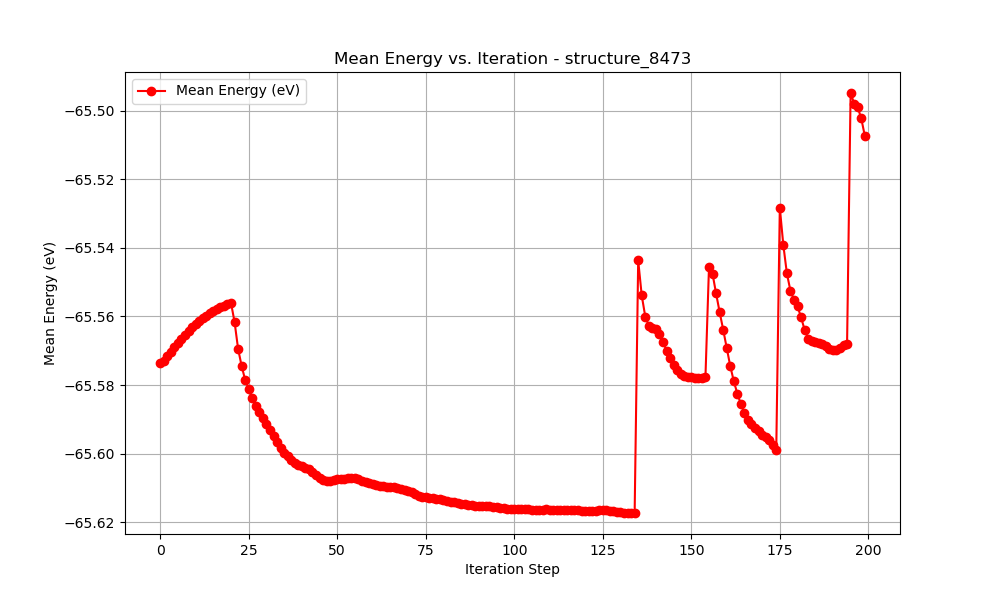 Mean Energy vs. Iteration - structure_8473
Mean Energy (eV)
−65.50
−65.52
−65.54
−65.56
−65.58
−65.60
−65.62
Mean Energy (eV)
0 25 50 75 100 125 150 175 200
Iteration Step